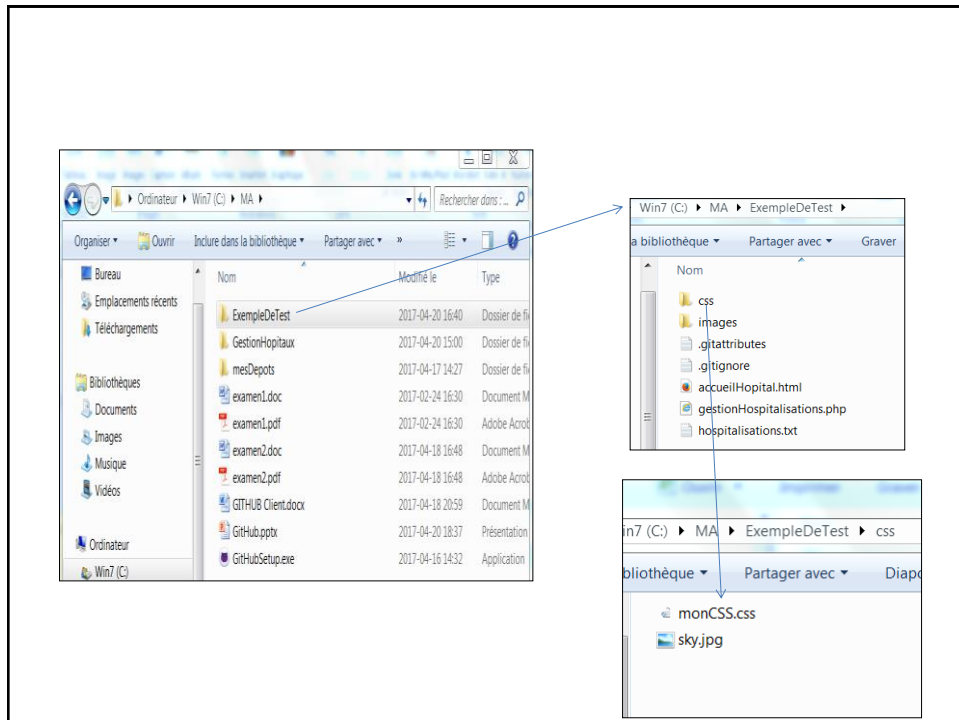 Ordinateur Win7 (C:) MA Rechercher dans : ...
Organiser Ouvrir Inclure dans la bibliothèque Partager avec »
Bureau
Emplacements récents
Téléchargements
Bibliothèques
Documents
Images
Musique
Vidéos
Ordinateur
Win7 (C:)
Nom Modifié le Type
ExempleDeTest 2017-04-20 16:40 Dossier de fi
GestionHopitaux 2017-04-20 15:00 Dossier de fi
mesDepots 2017-04-17 14:27 Dossier de fi
examen1.doc 2017-02-24 16:30 Document M
examen1.pdf 2017-02-24 16:30 Adobe Acrob
examen2.doc 2017-04-18 16:48 Document M
examen2.pdf 2017-04-18 16:48 Adobe Acrob
GITHUB Client.docx 2017-04-18 20:59 Document M
GitHub.pptx 2017-04-20 18:37 Présentation
GitHubSetup.exe 2017-04-16 14:32 Application
Win7 (C:) MA ExempleDeTest
a bibliothèque Partager avec Graver
Nom
css
images
.gitattributes
.gitignore
accueilHopital.html
gestionHospitalisations.php
hospitalisations.txt
in7 (C:) MA ExempleDeTest css
bliothèque Partager avec Diapo
monCSS.css
sky.jpg